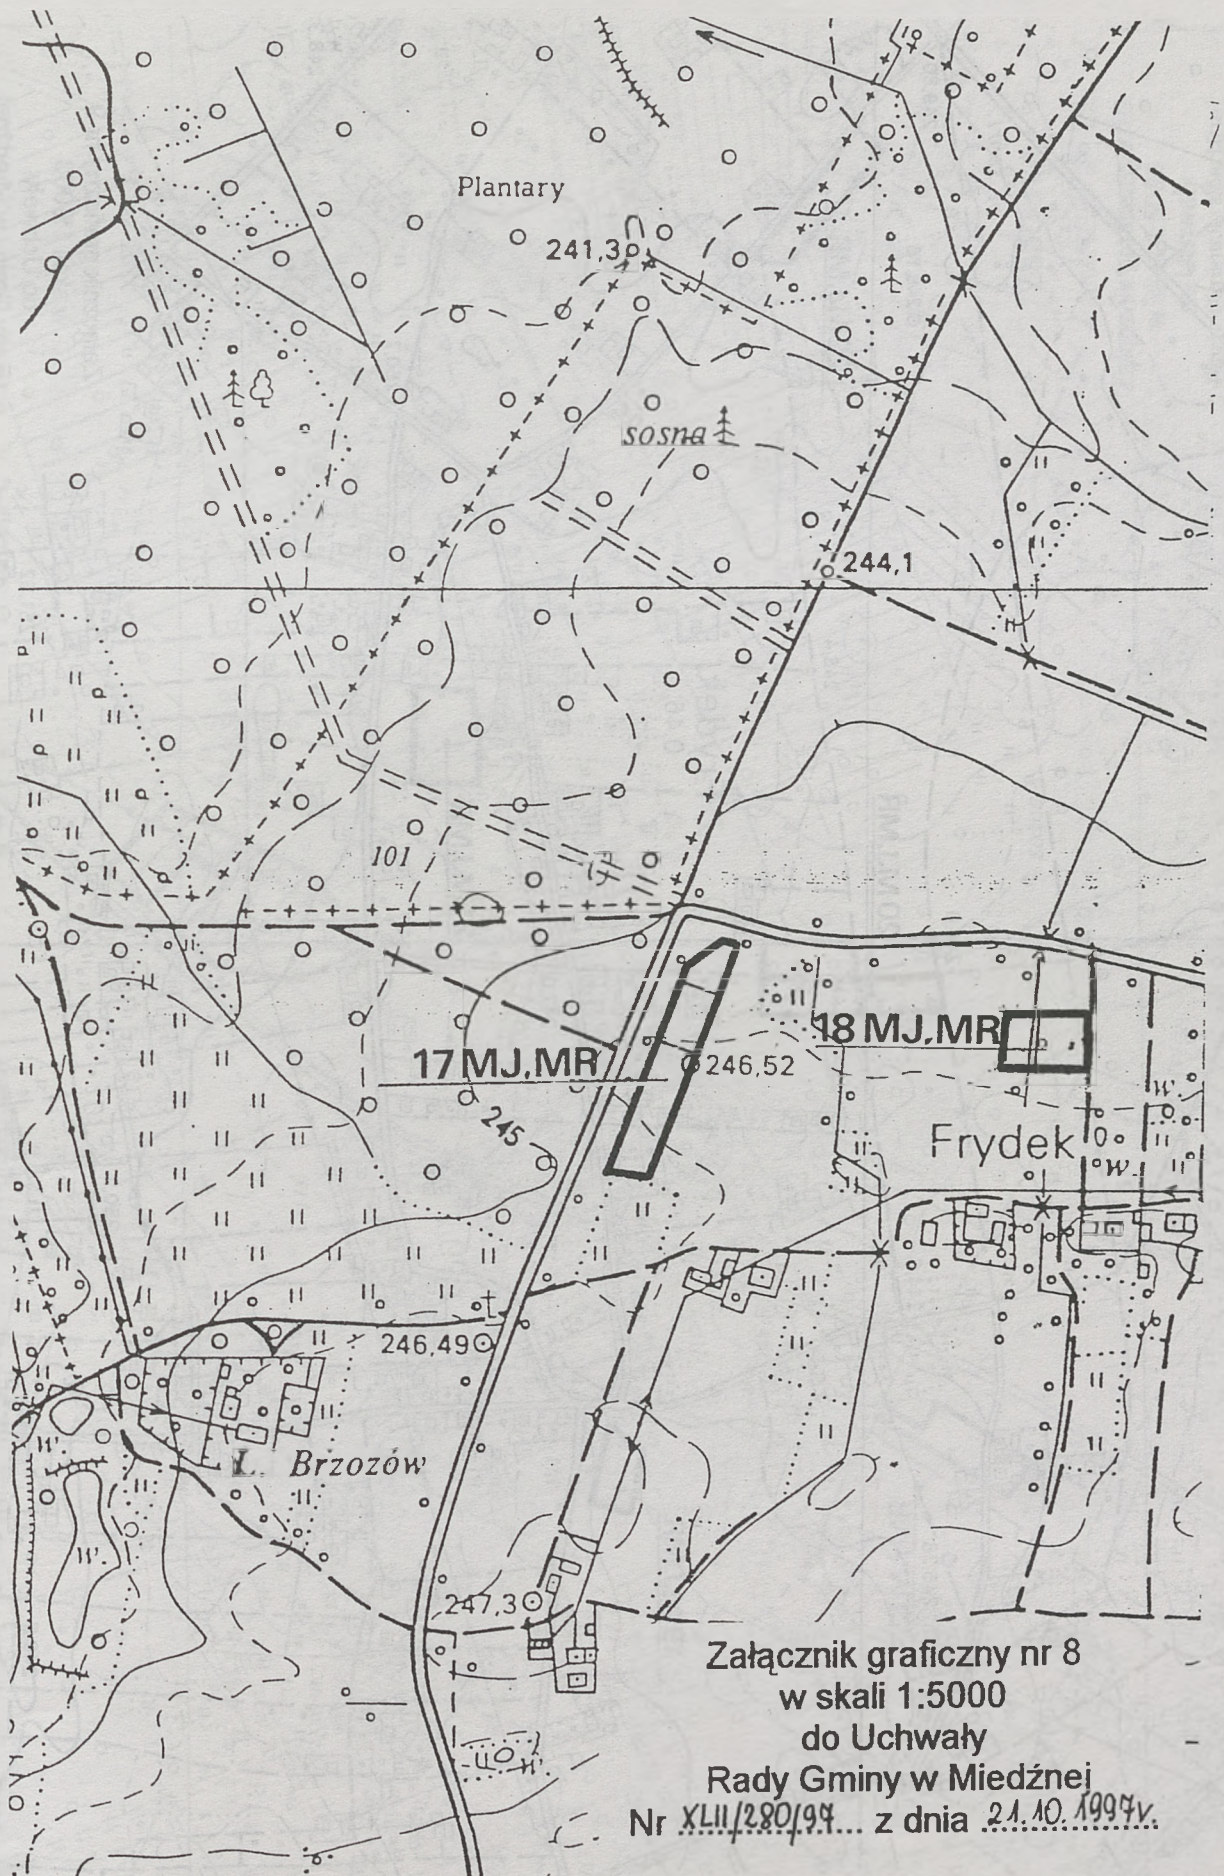 Plantary
241,3
sosna
244,1
101
17 MJ,MR
18 MJ,MR
246,52
245
w.
Frydek
w.
246,49
Ł. Brzozów
w.
w.
247,3
w.
Załącznik graficzny nr 8
w skali 1:5000
do Uchwały
Rady Gminy w Miedźnej
Nr XLII/280/97... z dnia 21.10.1997r.